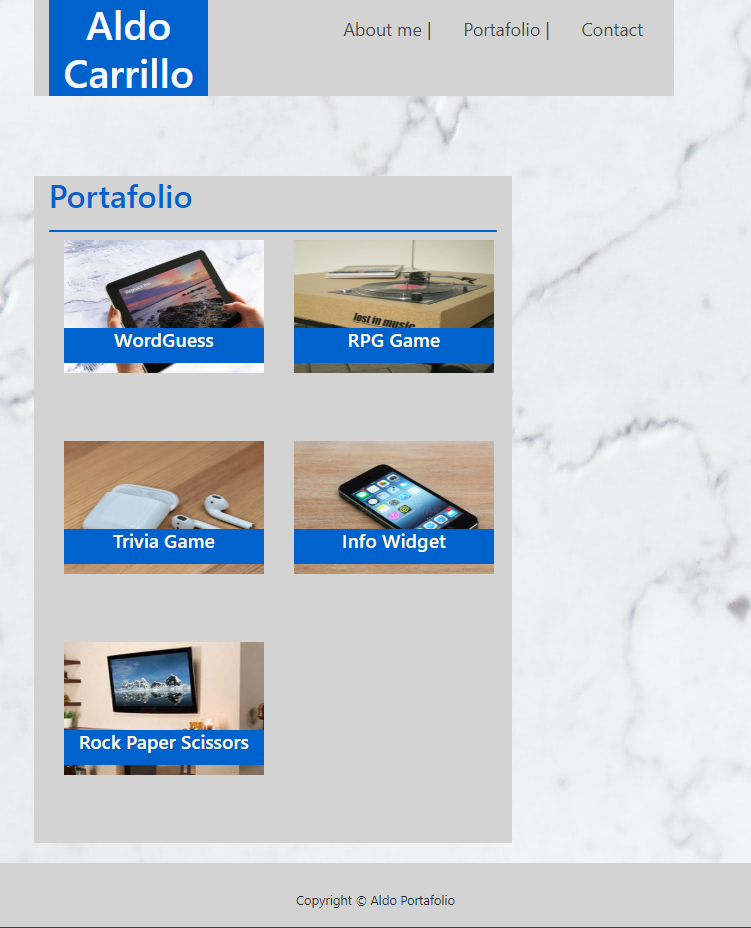 Aldo
Carrillo
About me | Portafolio | Contact
Portafolio
WordGuess
lost in music
RPG Game
Trivia Game
Info Widget
Rock Paper Scissors
Copyright © Aldo Portafolio